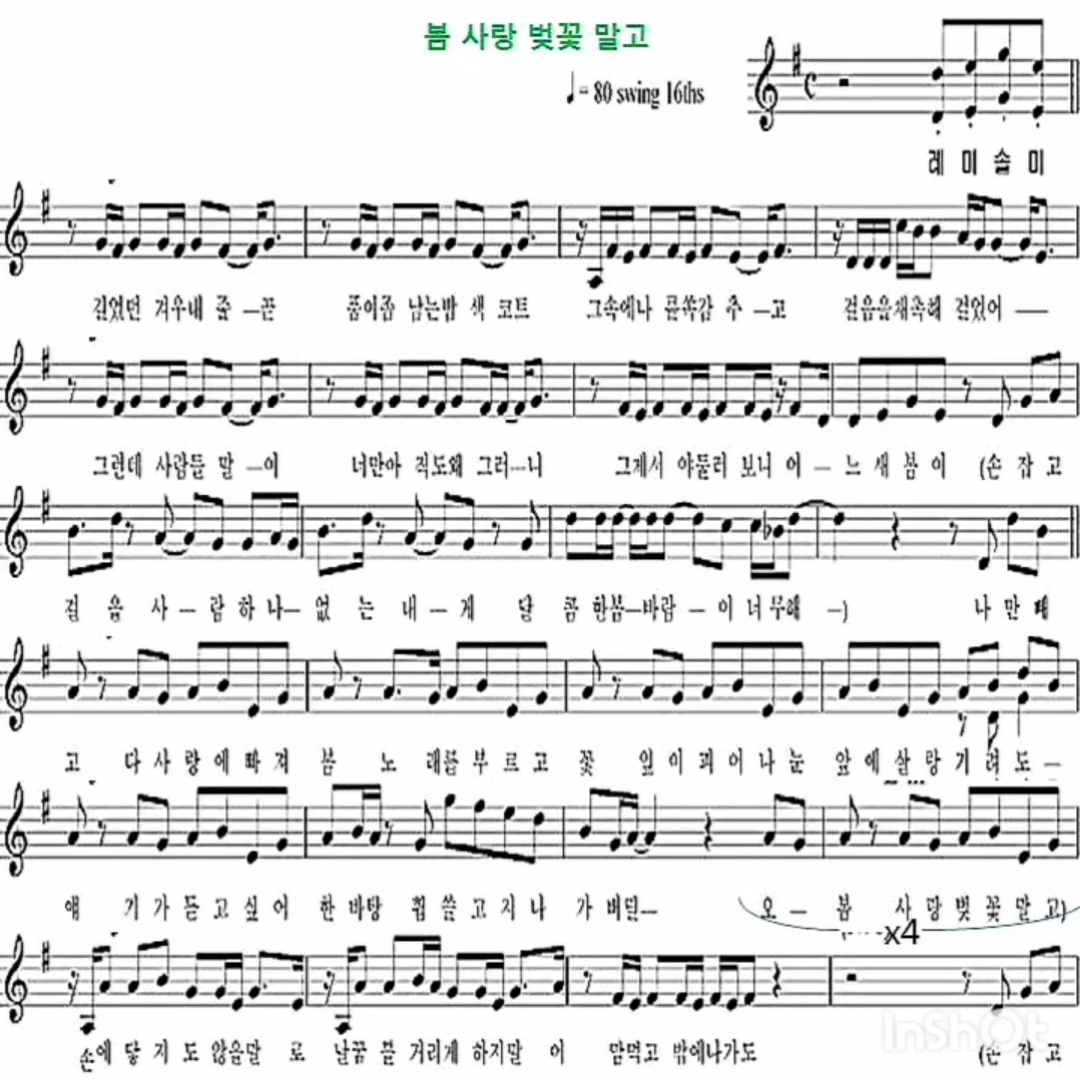 봄 사랑 벚꽃 말고
♩= 80 swing 16ths
레 미 솔 미
길었던 겨우내 줄 —곧 품이좀 남는밤 색 코트 그속에나 른쪽감 추 —고 걸음을재촉해 걸었어 —
그런데 사람들 말 —이 너만아 직도왜 그러—니 그제서 야둘러 보니 어— 느 새 봄 이 (손 잡 고
걸 음 사 — 람 하 나— 없 는 내 — 게 달 콤 한봄—바람 — 이 너 무해 —) 나 만 빼
고 다 사 랑 에 빠 져 봄 노 래를 부 르 고 꽃 잎 이 피 어 나 눈 앞 에 살 랑 기 려 도 —
얘 기 가 듣 고 싶 어 한 바탕 휩 쓸 고 지 나 가 버릴— 오 — 봄 사 랑 벚 꽃 말 고)
x4
손에 닿 지 도 않을말 로 날꿈 틀 거리게 하지말 어 맘먹고 밖에나가도 (손 잡 고
InShOt